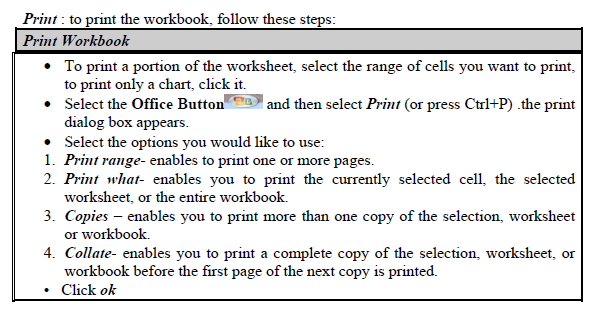 Print : to print the workbook, follow these steps:
Print Workbook
• To print a portion of the worksheet, select the range of cells you want to print,
to print only a chart, click it.
• Select the Office Button and then select Print (or press Ctrl+P) .the print
dialog box appears.
• Select the options you would like to use:
1. Print range- enables to print one or more pages.
2. Print what- enables you to print the currently selected cell, the selected
worksheet, or the entire workbook.
3. Copies – enables you to print more than one copy of the selection, worksheet
or workbook.
4. Collate- enables you to print a complete copy of the selection, worksheet, or
workbook before the first page of the next copy is printed.
• Click ok